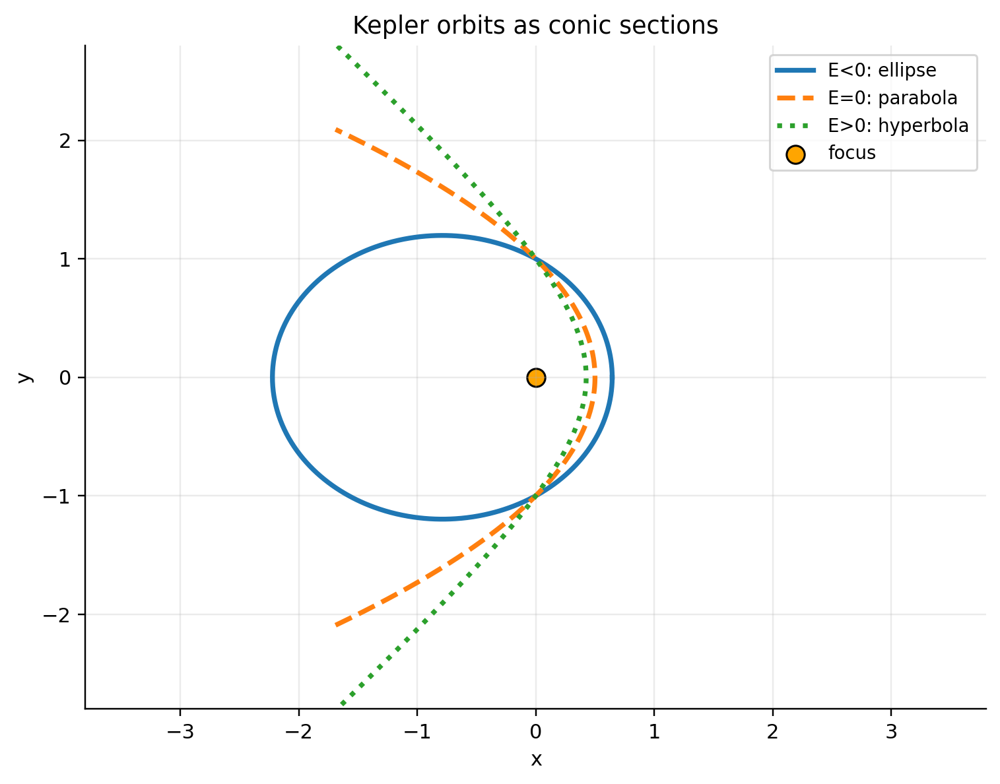 Kepler orbits as conic sections
E<0: ellipse
E=0: parabola
E>0: hyperbola
focus
2
1
0
−1
−2
y
−3
−2
−1
0
1
2
3
x